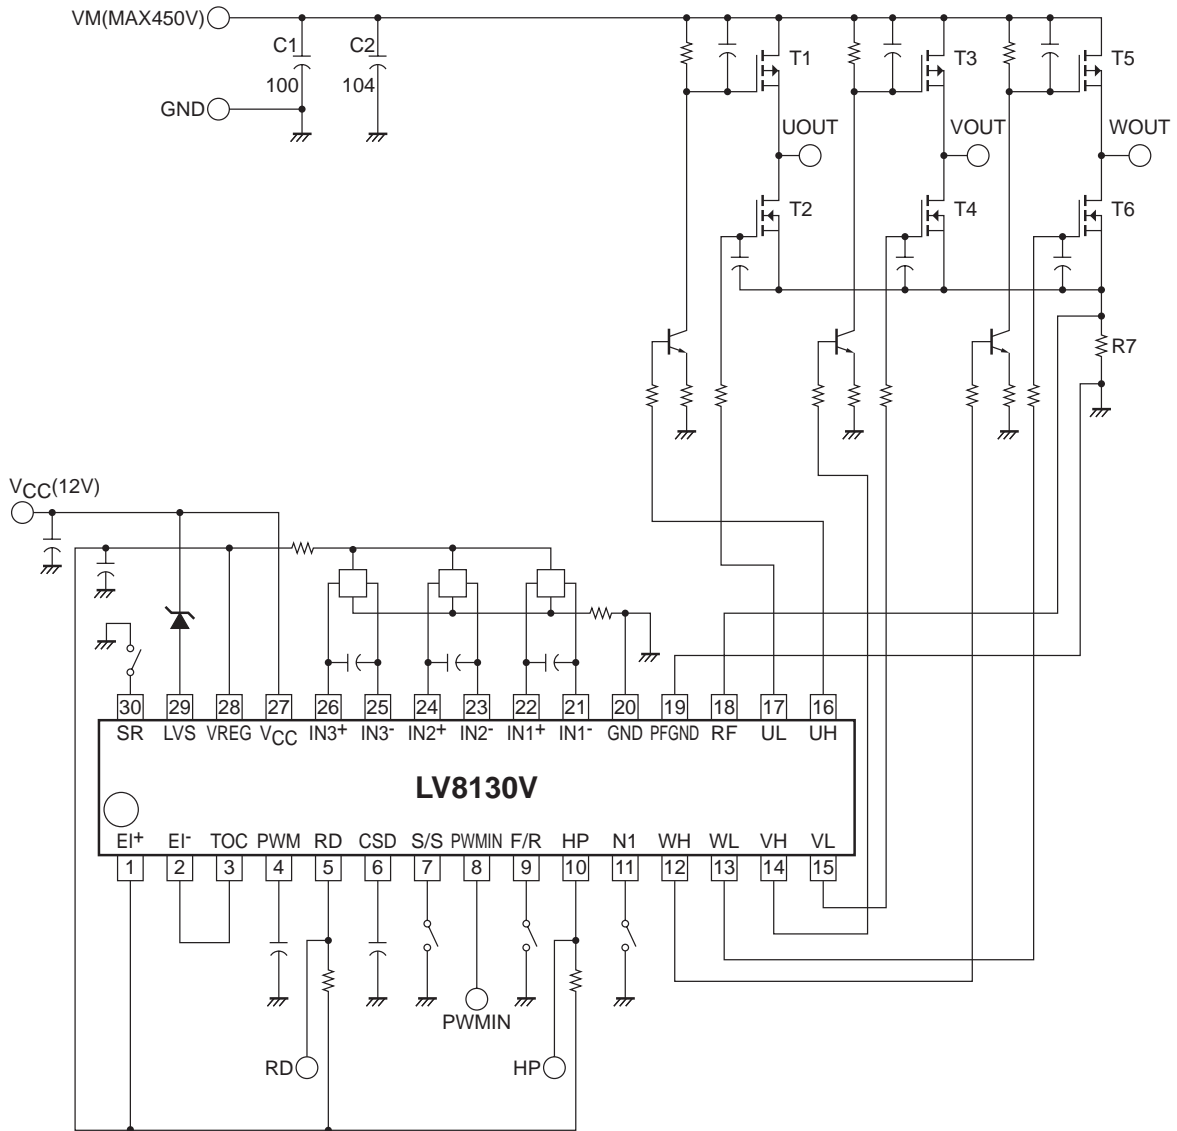 VM(MAX450V)
C1
C2
T1
T3
T5
100
104
GND
UOUT
VOUT
WOUT
T2
T4
T6
R7
VCC(12V)
30
29
28
27
26
25
24
23
22
21
20
19
18
17
16
SR
LVS
VREG
VCC
IN3+
IN3-
IN2+
IN2-
IN1+
IN1-
GND
PFGND
RF
UL
UH
LV8130V
EI+
EI-
TOC
PWM
RD
CSD
S/S
PWMIN
F/R
HP
N1
WH
WL
VH
VL
1
2
3
4
5
6
7
8
9
10
11
12
13
14
15
PWMIN
RD
HP